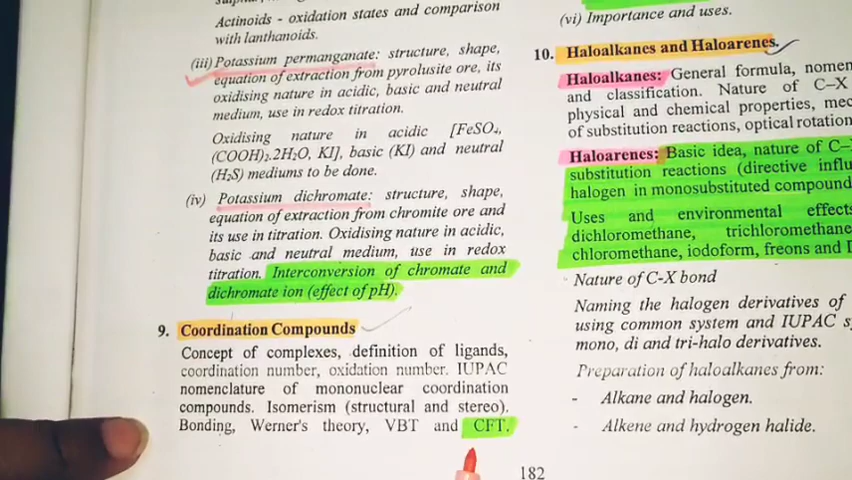 Actinoids - oxidation states and comparison
with lanthanoids.
(iii) Potassium permanganate: structure, shape,
equation of extraction from pyrolusite ore, its
oxidising nature in acidic, basic and neutral
medium, use in redox titration.
Oxidising nature in acidic [FeSO₄,
(COOH)₂.2H₂O, KI], basic (KI) and neutral
(H₂S) mediums to be done.
(iv) Potassium dichromate: structure, shape,
equation of extraction from chromite ore and
its use in titration. Oxidising nature in acidic,
basic and neutral medium, use in redox
titration. Interconversion of chromate and
dichromate ion (effect of pH).
9. Coordination Compounds
Concept of complexes, definition of ligands,
coordination number, oxidation number. IUPAC
nomenclature of mononuclear coordination
compounds. Isomerism (structural and stereo).
Bonding, Werner's theory, VBT and CFT.
(vi) Importance and uses.
10. Haloalkanes and Haloarenes.
Haloalkanes: General formula, nomen
and classification. Nature of C–X
physical and chemical properties, mec
of substitution reactions, optical rotation
Haloarenes: Basic idea, nature of C–
substitution reactions (directive influ
halogen in monosubstituted compound
Uses and environmental effects
dichloromethane, trichloromethane
chloromethane, iodoform, freons and D
Nature of C-X bond
Naming the halogen derivatives of
using common system and IUPAC s
mono, di and tri-halo derivatives.
Preparation of haloalkanes from:
- Alkane and halogen.
- Alkene and hydrogen halide.
182